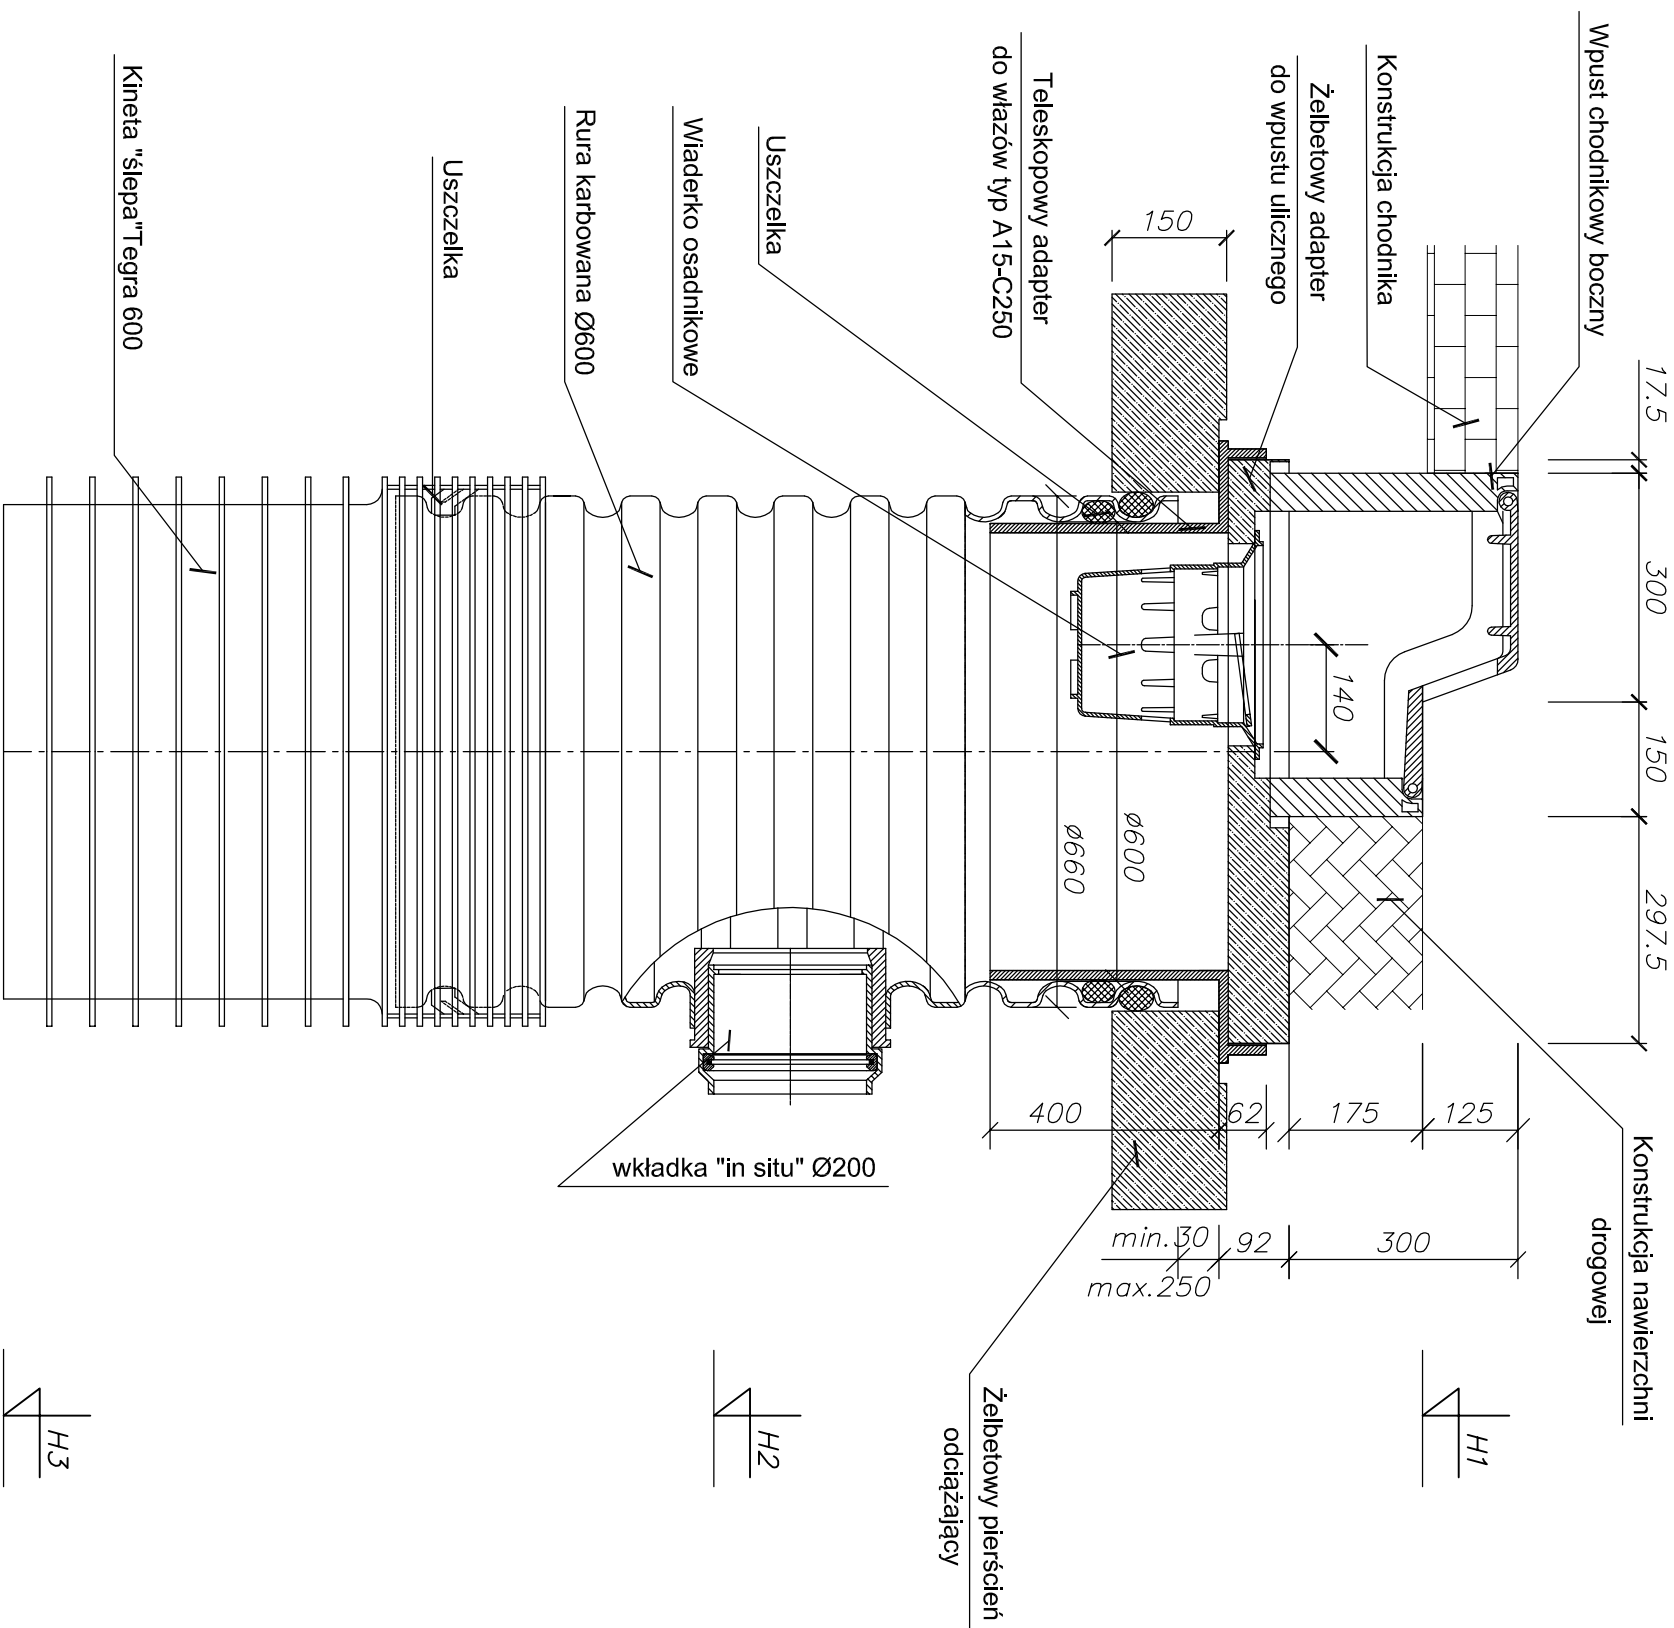 Wpust chodnikowy boczny
Konstrukcja chodnika
Żelbetowy adapter
do wpustu ulicznego
Teleskopowy adapter
do włazów typ A15-C250
Uszczelka
Wiaderko osadnikowe
Rura karbowana Ø600
Uszczelka
Kineta "ślepa"Tegra 600
17.5
300
150
297.5
150
140
Ø600
Ø660
400
62
175
125
wkładka "in situ" Ø200
min.30
max.250
92
300
Konstrukcja nawierzchni
drogowej
Żelbetowy pierścień
odciążający
H1
H2
H3